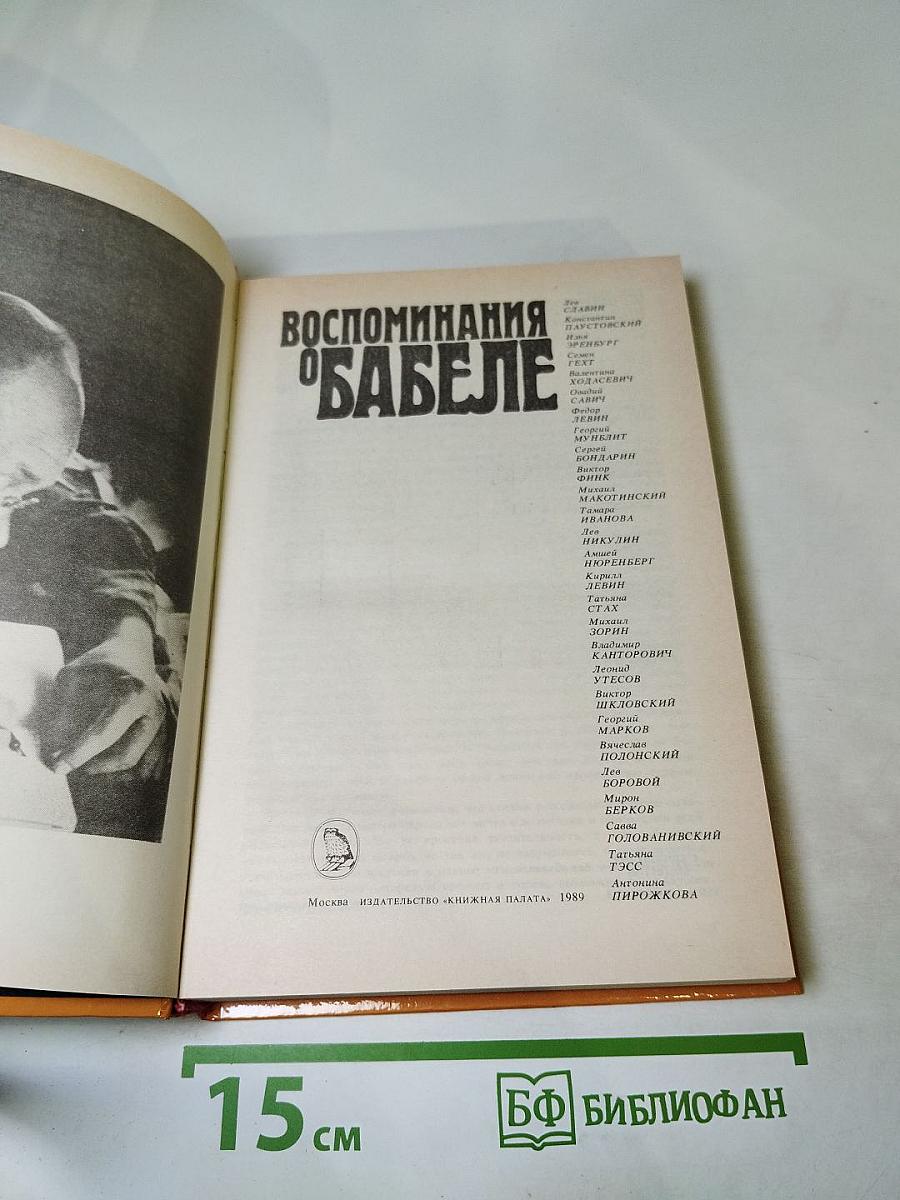 ВОСПОМИНАНИЯ
О БАБЕЛЕ
Лев
СЛАВИН
Константин
ПАУСТОВСКИЙ
Илья
ЭРЕНБУРГ
Семен
ГЕХТ
Валентина
ХОДАСЕВИЧ
Овадий
САВИЧ
Федор
ЛЕВИН
Георгий
МУНБЛИТ
Сергей
БОНДАРИН
Виктор
ФИНК
Михаил
МАКОТИНСКИЙ
Тамара
ИВАНОВА
Лев
НИКУЛИН
Амшей
НЮРЕНБЕРГ
Кирилл
ЛЕВИН
Татьяна
СТАХ
Михаил
ЗОРИН
Владимир
КАНТОРОВИЧ
Леонид
УТЕСОВ
Виктор
ШКЛОВСКИЙ
Георгий
МАРКОВ
Вячеслав
ПОЛОНСКИЙ
Лев
БОРОВОЙ
Мирон
БЕРКОВ
Савва
ГОЛОВАНИВСКИЙ
Татьяна
ТЭСС
Антонина
ПИРОЖКОВА
Москва ИЗДАТЕЛЬСТВО «КНИЖНАЯ ПАЛАТА» 1989
15 см
БФ БИБЛИОФАН